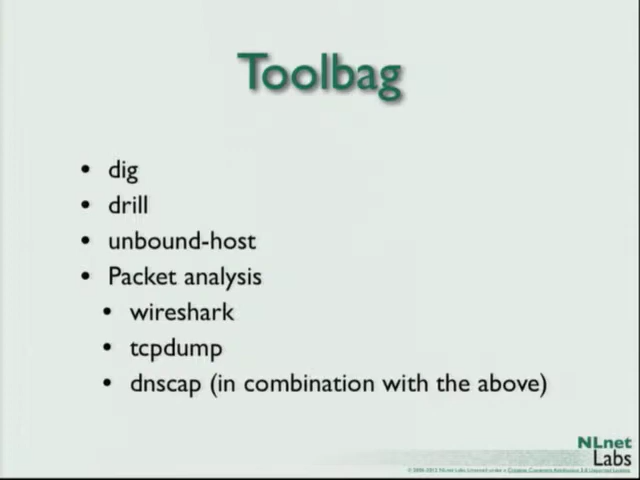 Toolbag
• dig
• drill
• unbound-host
• Packet analysis
• wireshark
• tcpdump
• dnscap (in combination with the above)
NLnet
Labs